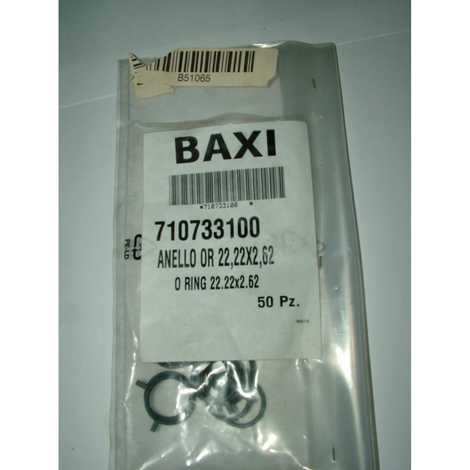 B51065
BAXI
*710733100*
710733100
ANELLO OR 22,22X2,62
O RING 22.22x2.62
50 Pz.